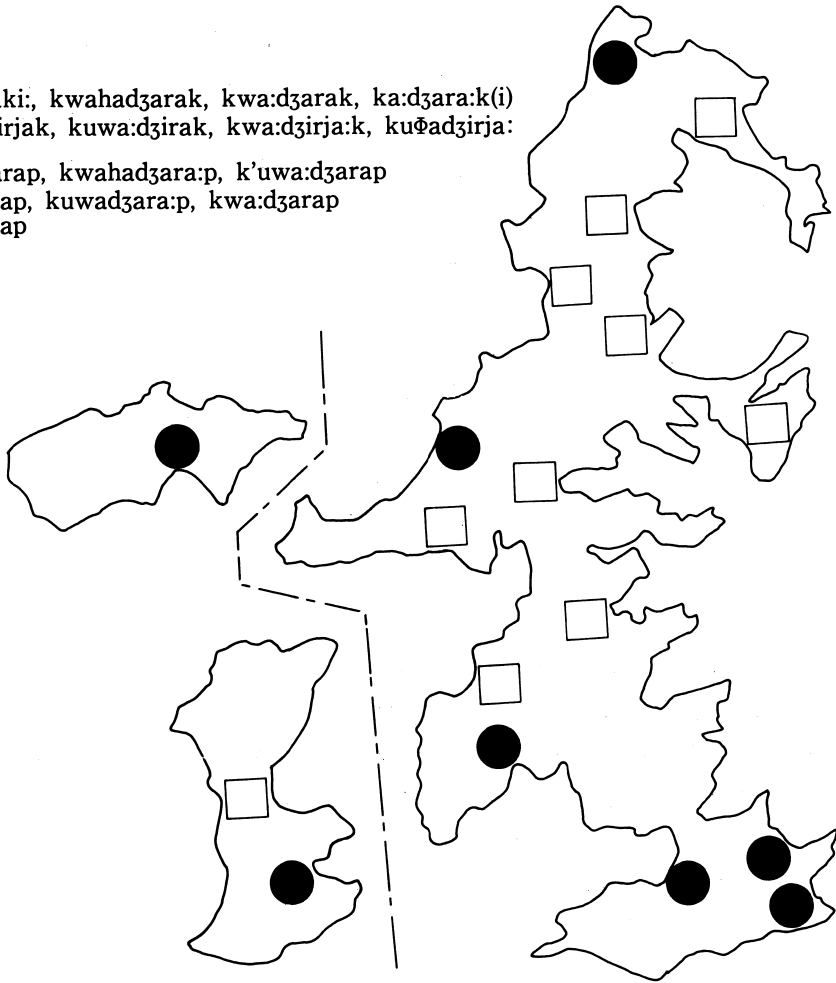 ki:, kwahadʒarak, kwa:dʒarak, ka:dʒara:k(i)
irjak, kuwa:dʒirak, kwa:dʒirja:k, kuΦadʒirja:
rap, kwahadʒara:p, k'uwa:dʒarap
ap, kuwadʒara:p, kwa:dʒarap
ap